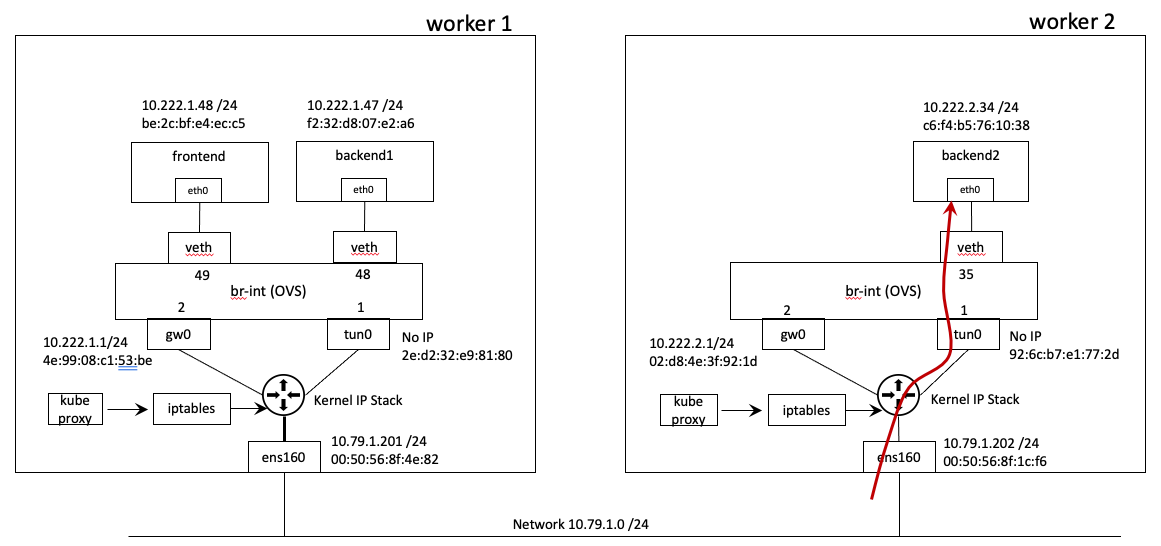 worker 1
10.222.1.48 /24
be:2c:bf:e4:ec:c5
10.222.1.47 /24
f2:32:d8:07:e2:a6
frontend
eth0
backend1
eth0
veth
veth
49
48
br-int (OVS)
2
1
gw0
tun0
10.222.1.1/24
4e:99:08:c1:53:be
No IP
2e:d2:32:e9:81:80
kube
proxy
iptables
Kernel IP Stack
ens160
10.79.1.201 /24
00:50:56:8f:4e:82
worker 2
10.222.2.34 /24
c6:f4:b5:76:10:38
backend2
eth0
veth
35
br-int (OVS)
2
1
gw0
tun0
10.222.2.1/24
02:d8:4e:3f:92:1d
No IP
92:6c:b7:e1:77:2d
kube
proxy
iptables
Kernel IP Stack
ens160
10.79.1.202 /24
00:50:56:8f:1c:f6
Network 10.79.1.0 /24